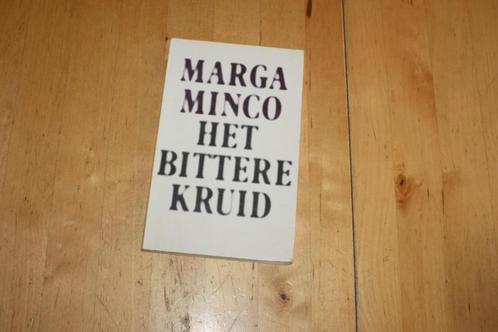 MARGA
MINCO
HET
BITTERE
KRUID